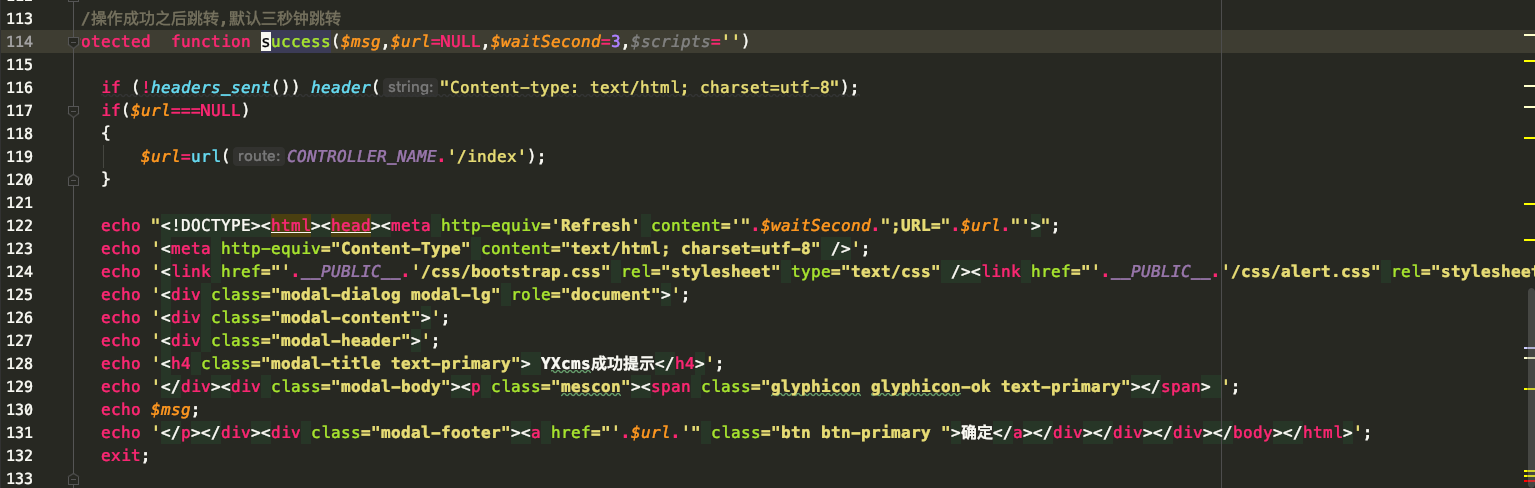 113 /操作成功之后跳转,默认三秒钟跳转
114 otected  function success($msg,$url=NULL,$waitSecond=3,$scripts='')
115
116 if (!headers_sent()) header( string: "Content-type: text/html; charset=utf-8");
117 if($url===NULL)
118 {
119 $url=url( route: CONTROLLER_NAME.'/index');
120 }
121
122 echo "<!DOCTYPE><html><head><meta http-equiv='Refresh' content='".$waitSecond.";URL=".$url."'>";
123 echo '<meta http-equiv="Content-Type" content="text/html; charset=utf-8" />';
124 echo '<link href="'.__PUBLIC__.'/css/bootstrap.css" rel="stylesheet" type="text/css" /><link href="'.__PUBLIC__.'/css/alert.css" rel="stylesheet
125 echo '<div class="modal-dialog modal-lg" role="document">';
126 echo '<div class="modal-content">';
127 echo '<div class="modal-header">';
128 echo '<h4 class="modal-title text-primary"> YXcms成功提示</h4>';
129 echo '</div><div class="modal-body"><p class="mescon"><span class="glyphicon glyphicon-ok text-primary"></span> ';
130 echo $msg;
131 echo '</p></div><div class="modal-footer"><a href="'.$url.'" class="btn btn-primary ">确定</a></div></div></div></body></html>';
132 exit;
133